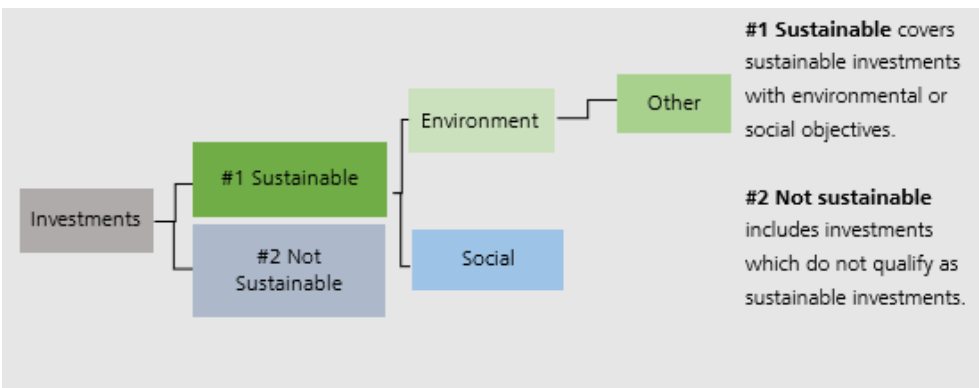 Investments
#1 Sustainable
#2 Not
Sustainable
Environment
Social
Other
#1 Sustainable covers
sustainable investments
with environmental or
social objectives.
#2 Not sustainable
includes investments
which do not qualify as
sustainable investments.